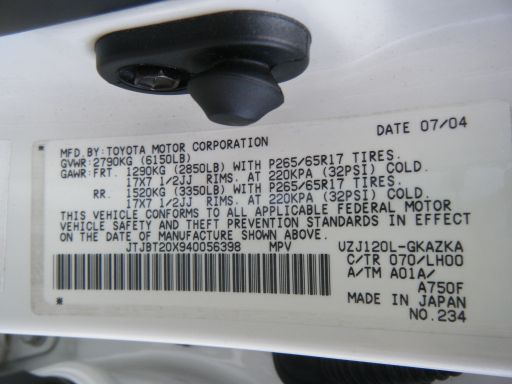 DATE 07/04
MFD.BY:TOYOTA MOTOR CORPORATION
GVWR:2790KG (6150LB)
GAWR:FRT. 1290KG (2850LB) WITH P265/65R17 TIRES.
17X7 1/2JJ RIMS. AT 220KPA (32PSI) COLD.
RR. 1520KG (3350LB) WITH P265/65R17 TIRES.
17X7 1/2JJ RIMS. AT 220KPA (32PSI) COLD.
THIS VEHICLE CONFORMS TO ALL APPLICABLE FEDERAL MOTOR
VEHICLE SAFETY AND THEFT PREVENTION STANDARDS IN EFFECT
ON THE DATE OF MANUFACTURE SHOWN ABOVE.
JTJBT20X940056398 MPV UZJ120L-GKAZKA
C/TR 070/LH00
A/TM A01A/
A750F
MADE IN JAPAN
NO.234